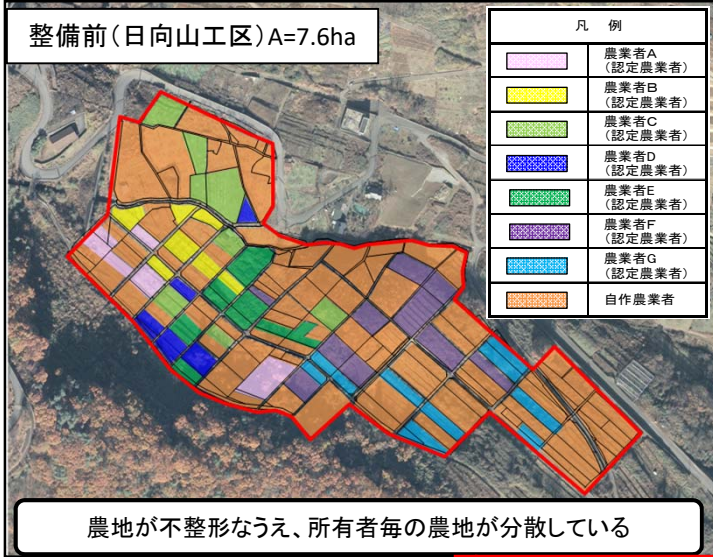 整備前(日向山工区)A=7.6ha
凡 例
農業者A
(認定農業者)
農業者B
(認定農業者)
農業者C
(認定農業者)
農業者D
(認定農業者)
農業者E
(認定農業者)
農業者F
(認定農業者)
農業者G
(認定農業者)
自作農業者
農地が不整形なうえ、所有者毎の農地が分散している